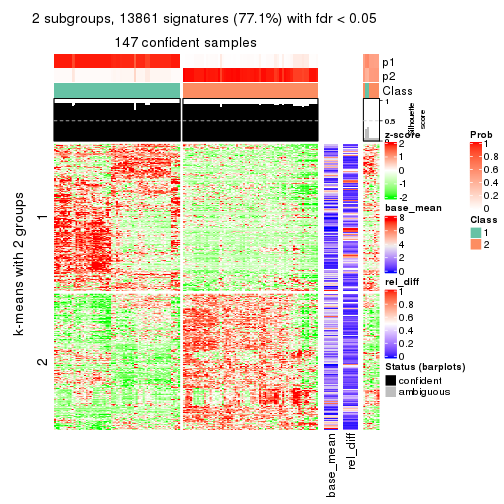 2 subgroups, 13861 signatures (77.1%) with fdr < 0.05
147 confident samples
p1
p2
Class
1
0.5
0
Silhouette
score
k-means with 2 groups
1
2
base_mean
rel_diff
z-score
2
1
0
-1
-2
base_mean
8
6
4
2
0
rel_diff
1
0.8
0.6
0.4
0.2
0
Status (barplots)
confident
ambiguous
Prob
1
0.8
0.6
0.4
0.2
0
Class
1
2